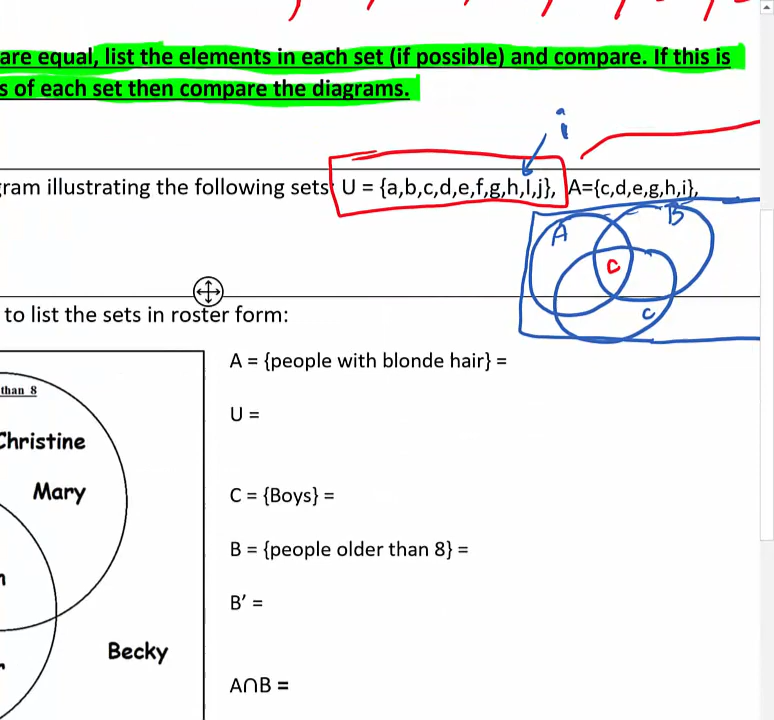 are equal, list the elements in each set (if possible) and compare. If this is
s of each set then compare the diagrams.
i
gram illustrating the following sets U = {a,b,c,d,e,f,g,h,I,j}, A={c,d,e,g,h,i},
A B
c
c
to list the sets in roster form:
A = {people with blonde hair} =
than 8
U =
Christine
Mary
C = {Boys} =
B = {people older than 8} =
B′ =
Becky
A∩B =